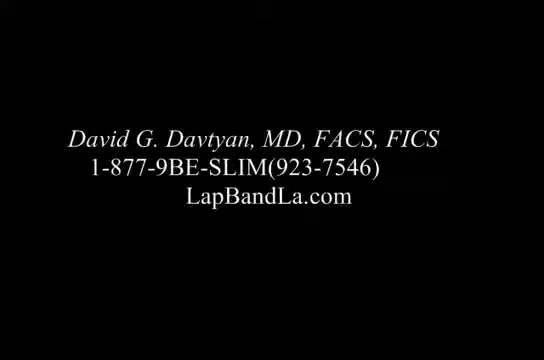 David G. Davtyan, MD, FACS, FICS
1-877-9BE-SLIM(923-7546)
LapBandLa.com